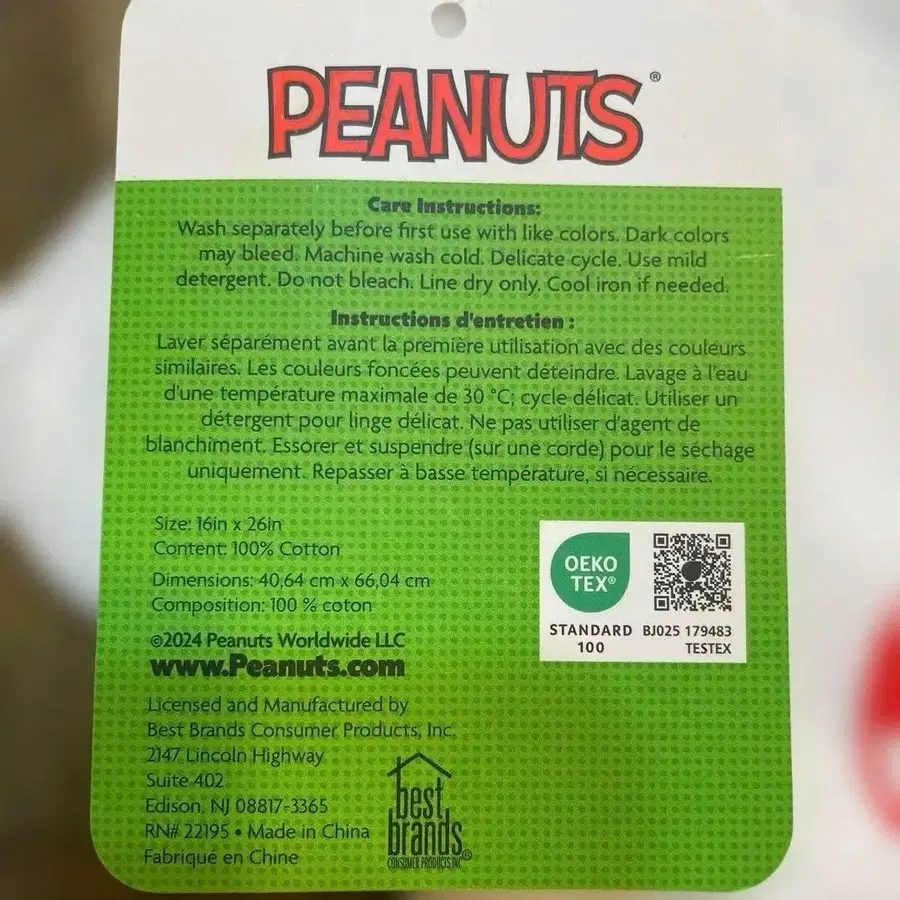 PEANUTS®
Care Instructions:
Wash separately before first use with like colors. Dark colors
may bleed. Machine wash cold. Delicate cycle. Use mild
detergent. Do not bleach. Line dry only. Cool iron if needed.
Instructions d'entretien :
Laver séparément avant la première utilisation avec des couleurs
similaires. Les couleurs foncées peuvent déteindre. Lavage à l'eau
d'une température maximale de 30 °C; cycle délicat. Utiliser un
détergent pour linge délicat. Ne pas utiliser d'agent de
blanchiment. Essorer et suspendre (sur une corde) pour le séchage
uniquement. Repasser à basse température, si nécessaire.
Size: 16in x 26in
Content: 100% Cotton
Dimensions: 40,64 cm x 66,04 cm
Composition: 100 % coton
OEKO
TEX®
STANDARD
100
BJ025 179483
TESTEX
©2024 Peanuts Worldwide LLC
www.Peanuts.com
Licensed and Manufactured by
Best Brands Consumer Products, Inc.
2147 Lincoln Highway
Suite 402
Edison, NJ 08817-3365
RN# 22195 • Made in China
Fabriqué en Chine
best
brands®
CONSUMER PRODUCTS INC